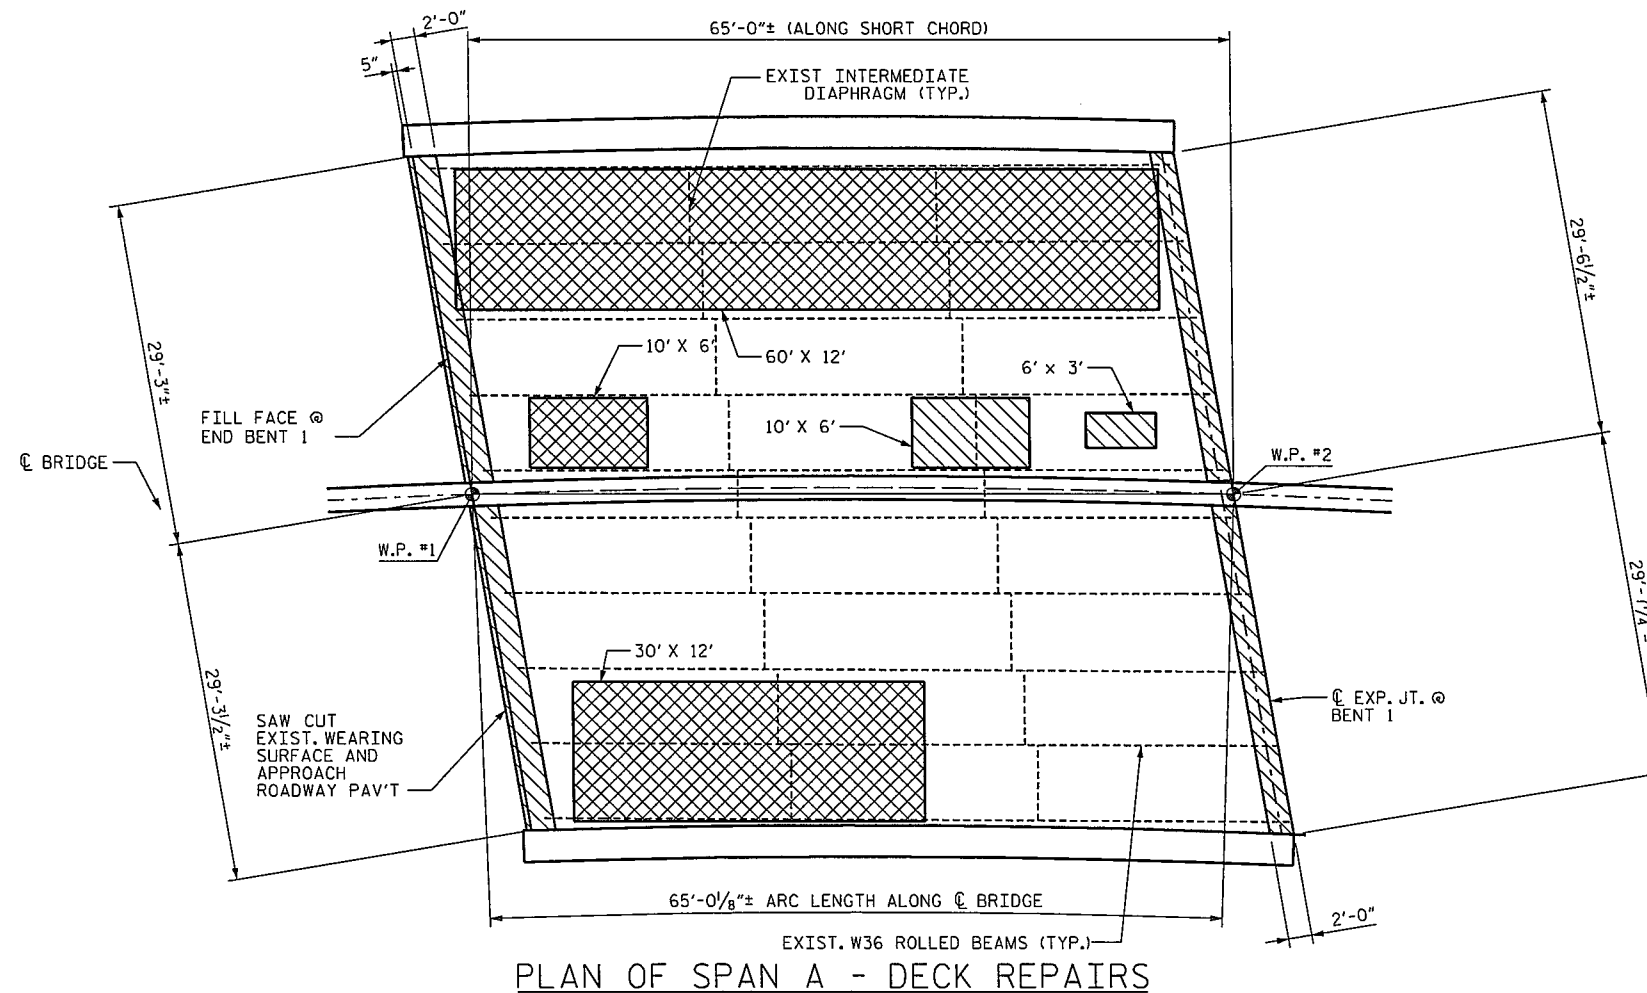 2'-0"
65'-0"± (ALONG SHORT CHORD)
5"
EXIST INTERMEDIATE
DIAPHRAGM (TYP.)
10' X 6'
60' X 12'
6' x 3'
29'-6½"±
29'-3"±
FILL FACE @
END BENT 1
10' X 6'
℄ BRIDGE
W.P. #2
W.P. #1
30' X 12'
29'-3½"±
SAW CUT
EXIST. WEARING
SURFACE AND
APPROACH
ROADWAY PAV'T
℄ EXP. JT. @
BENT 1
65'-0⅛"± ARC LENGTH ALONG ℄ BRIDGE
2'-0"
EXIST. W36 ROLLED BEAMS (TYP.)
PLAN OF SPAN A - DECK REPAIRS